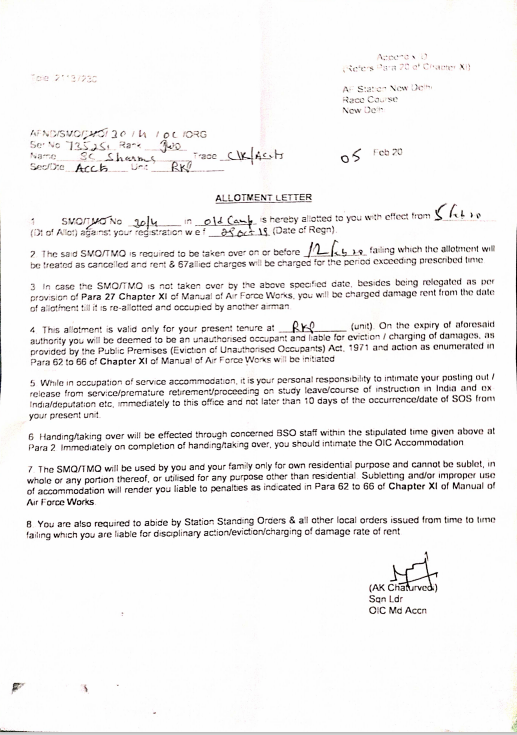 Appendix D
(Refers Para 20 of Chapter XI)
Tele 2113/230
AF Station New Delhi
Race Course
New Delhi
AFND/SMQ/TMQ/30/4/OC/ORG
Ser No Rank
Name SC Sharma Trade Clk/Accts
Sec/Dte Accts Unit RKP
05 Feb 20
ALLOTMENT LETTER
1 SMQ/TMQ No 30/4 in Old Camp is hereby allotted to you with effect from 5 Feb 20
(Dt of Allot) against your registration w e f (Date of Regn).
2 The said SMQ/TMQ is required to be taken over on or before 12 Feb 20 failing which the allotment will
be treated as cancelled and rent & 67allied charges will be charged for the period exceeding prescribed time
3 In case the SMQ/TMQ is not taken over by the above specified date, besides being relegated as per
provision of Para 27 Chapter XI of Manual of Air Force Works, you will be charged damage rent from the date
of allotment till it is re-allotted and occupied by another airman
4 This allotment is valid only for your present tenure at RKP (unit). On the expiry of aforesaid
authority you will be deemed to be an unauthorised occupant and liable for eviction / charging of damages, as
provided by the Public Premises (Eviction of Unauthorised Occupants) Act, 1971 and action as enumerated in
Para 62 to 66 of Chapter XI of Manual of Air Force Works will be initiated
5 While in occupation of service accommodation, it is your personal responsibility to intimate your posting out /
release from service/premature retirement/proceeding on study leave/course of instruction in India and ex
India/deputation etc, immediately to this office and not later than 10 days of the occurrence/date of SOS from
your present unit.
6 Handing/taking over will be effected through concerned BSO staff within the stipulated time given above at
Para 2 Immediately on completion of handing/taking over, you should intimate the OIC Accommodation
7 The SMQ/TMQ will be used by you and your family only for own residential purpose and cannot be sublet, in
whole or any portion thereof, or utilised for any purpose other than residential. Subletting and/or improper use
of accommodation will render you liable to penalties as indicated in Para 62 to 66 of Chapter XI of Manual of
Air Force Works.
8 You are also required to abide by Station Standing Orders & all other local orders issued from time to time
failing which you are liable for disciplinary action/eviction/charging of damage rate of rent
(AK Chaturvedi)
Sqn Ldr
OIC Md Accn